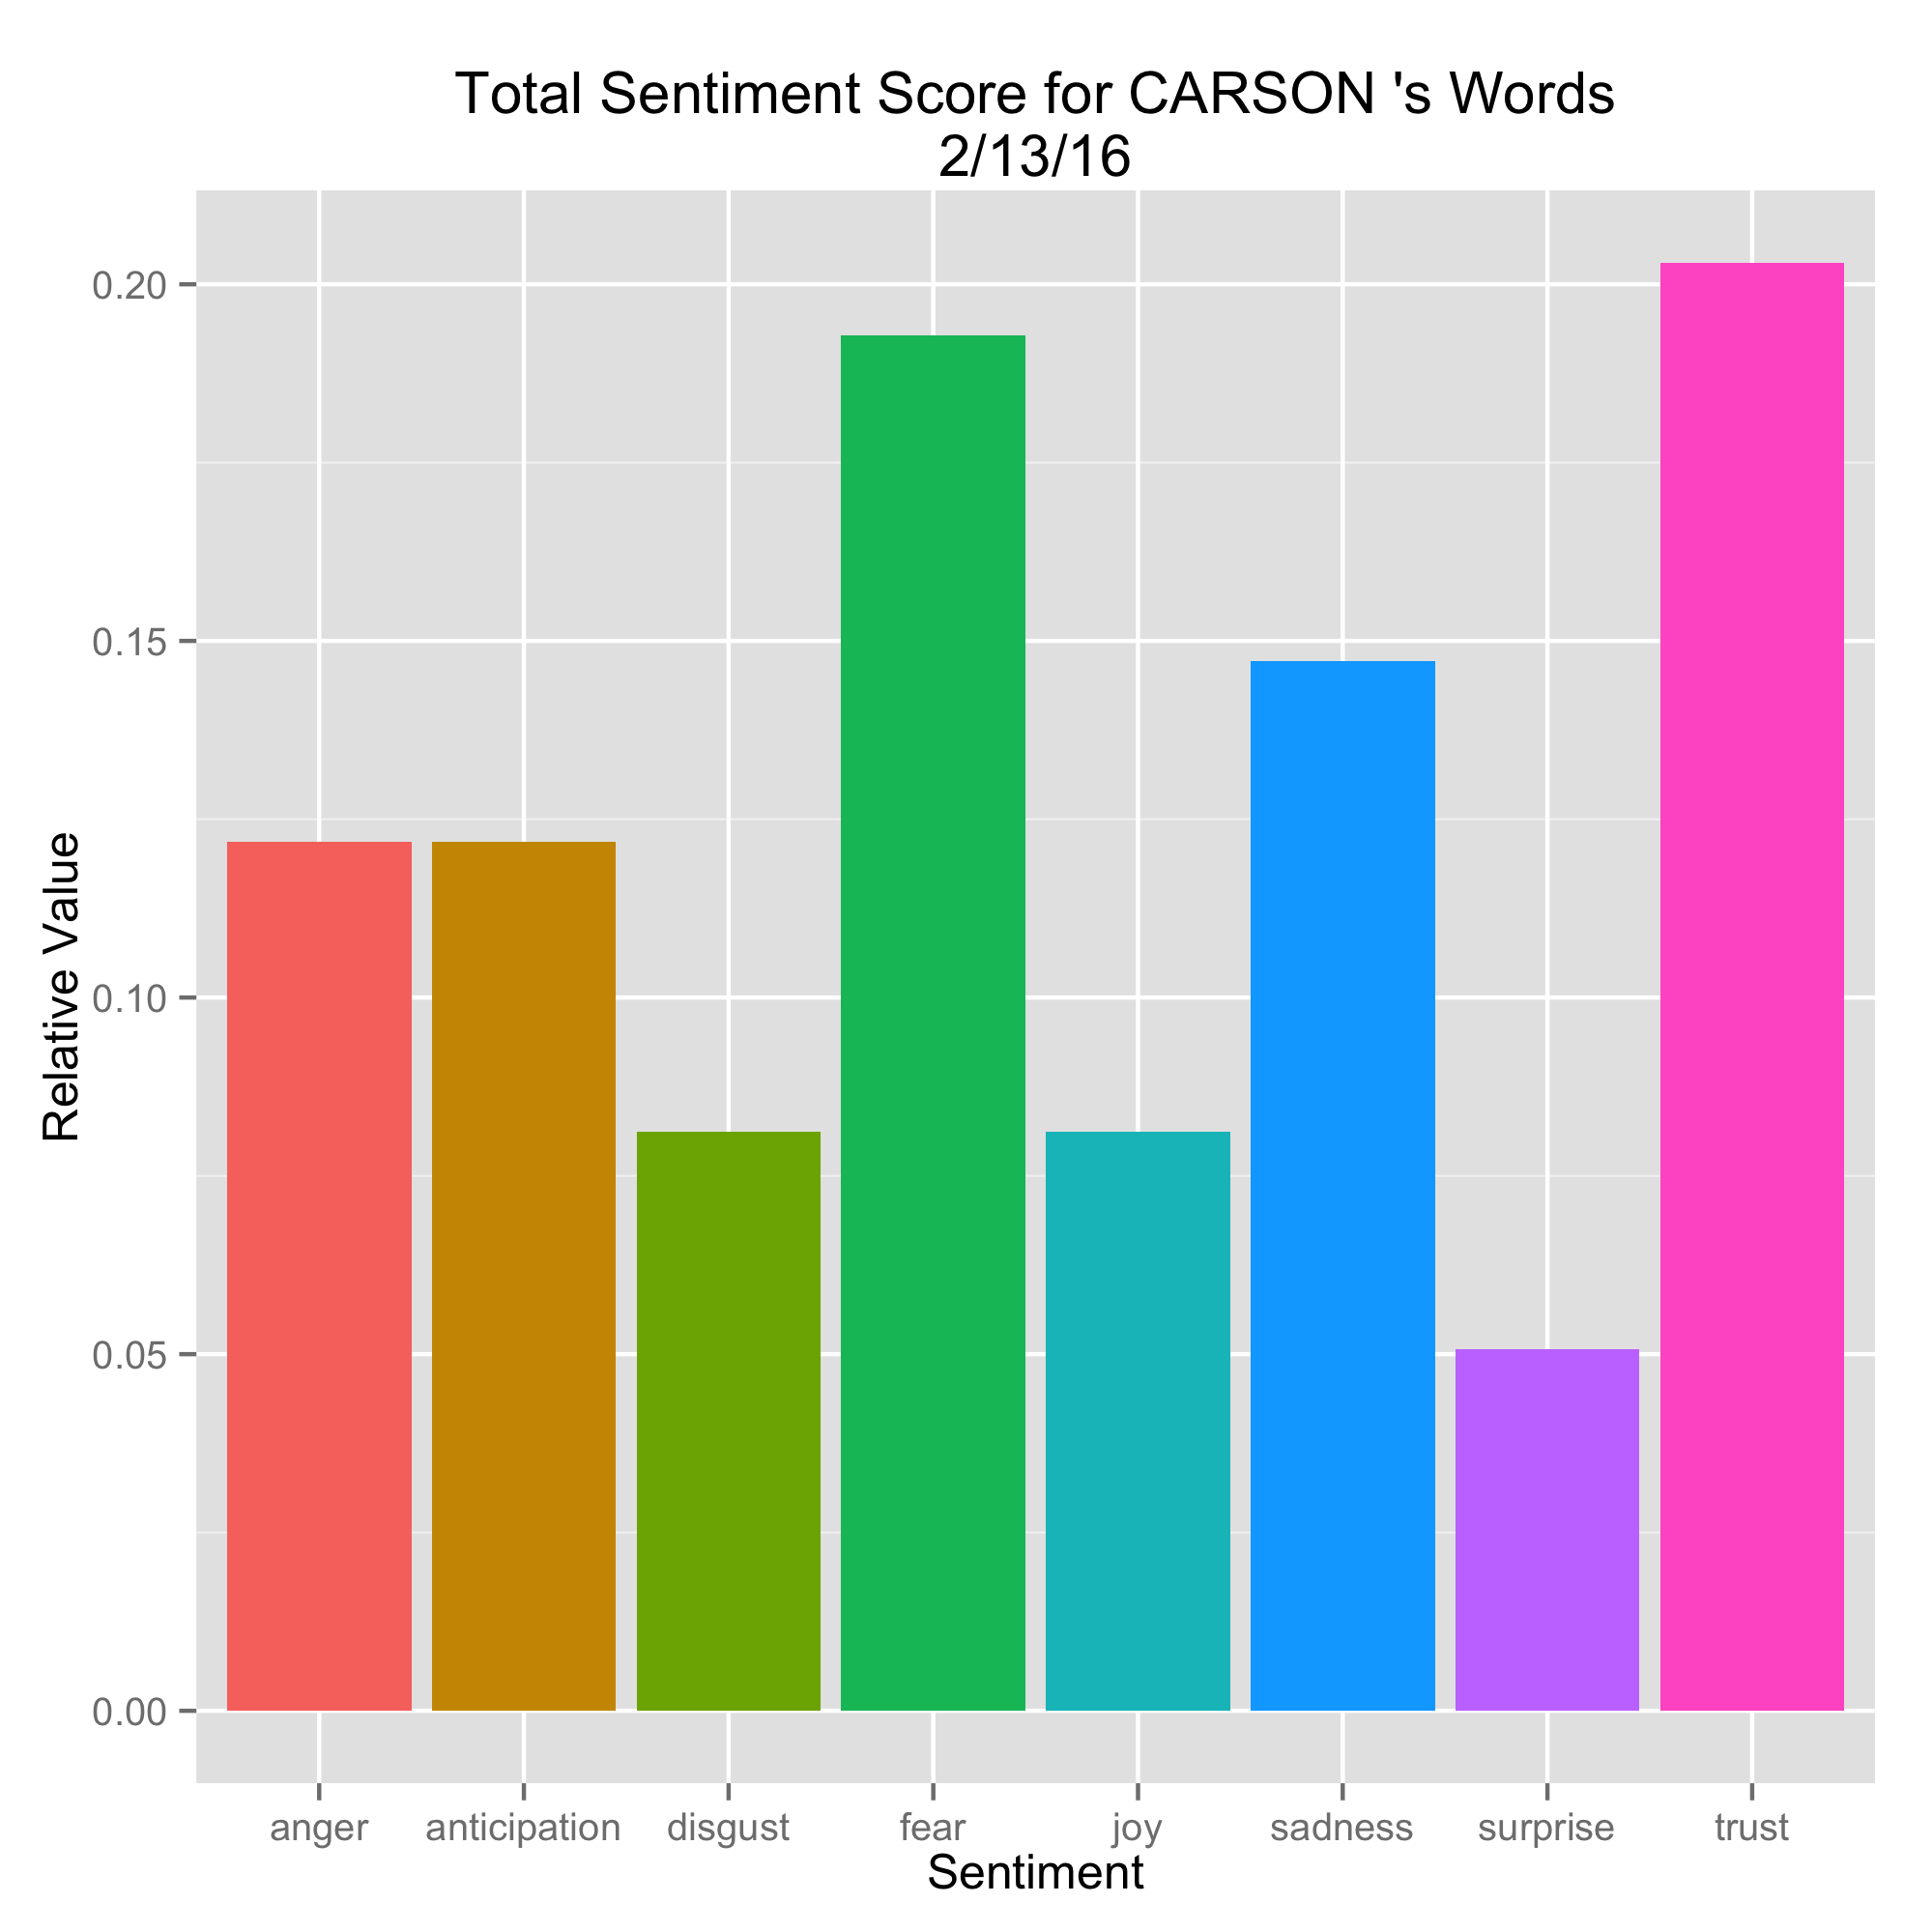 Total Sentiment Score for CARSON 's Words
2/13/16
Relative Value
0.20
0.15
0.10
0.05
0.00
anger anticipation disgust fear joy sadness surprise trust
Sentiment